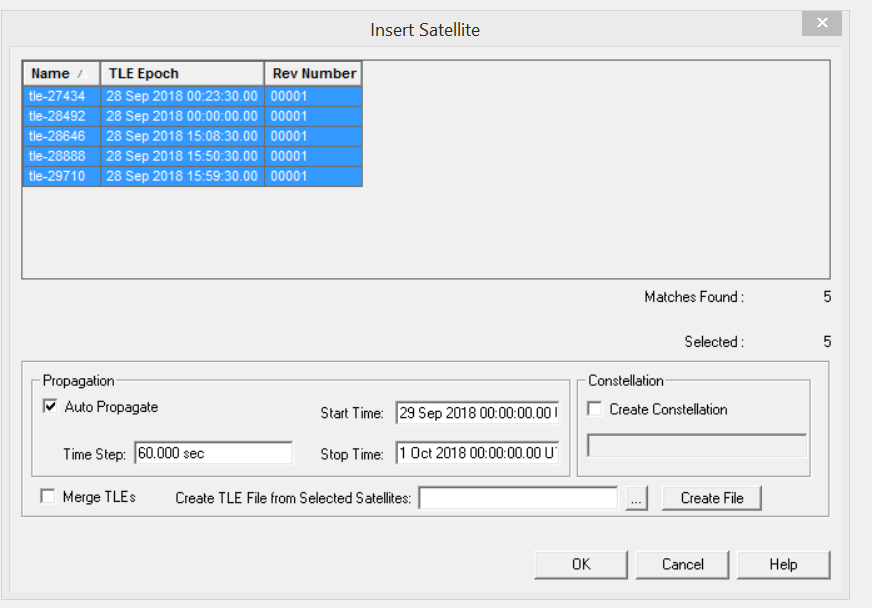 Insert Satellite
Name TLE Epoch Rev Number
tle-27434 28 Sep 2018 00:23:30.00 00001
tle-28492 28 Sep 2018 00:00:00.00 00001
tle-28646 28 Sep 2018 15:08:30.00 00001
tle-28888 28 Sep 2018 15:50:30.00 00001
tle-29710 28 Sep 2018 15:59:30.00 00001
Matches Found : 5
Selected : 5
Propagation Constellation
Auto Propagate Start Time: 29 Sep 2018 00:00:00.00 Create Constellation
Time Step: 60.000 sec Stop Time: 1 Oct 2018 00:00:00.00 U
Merge TLEs Create TLE File from Selected Satellites: ... Create File
OK Cancel Help